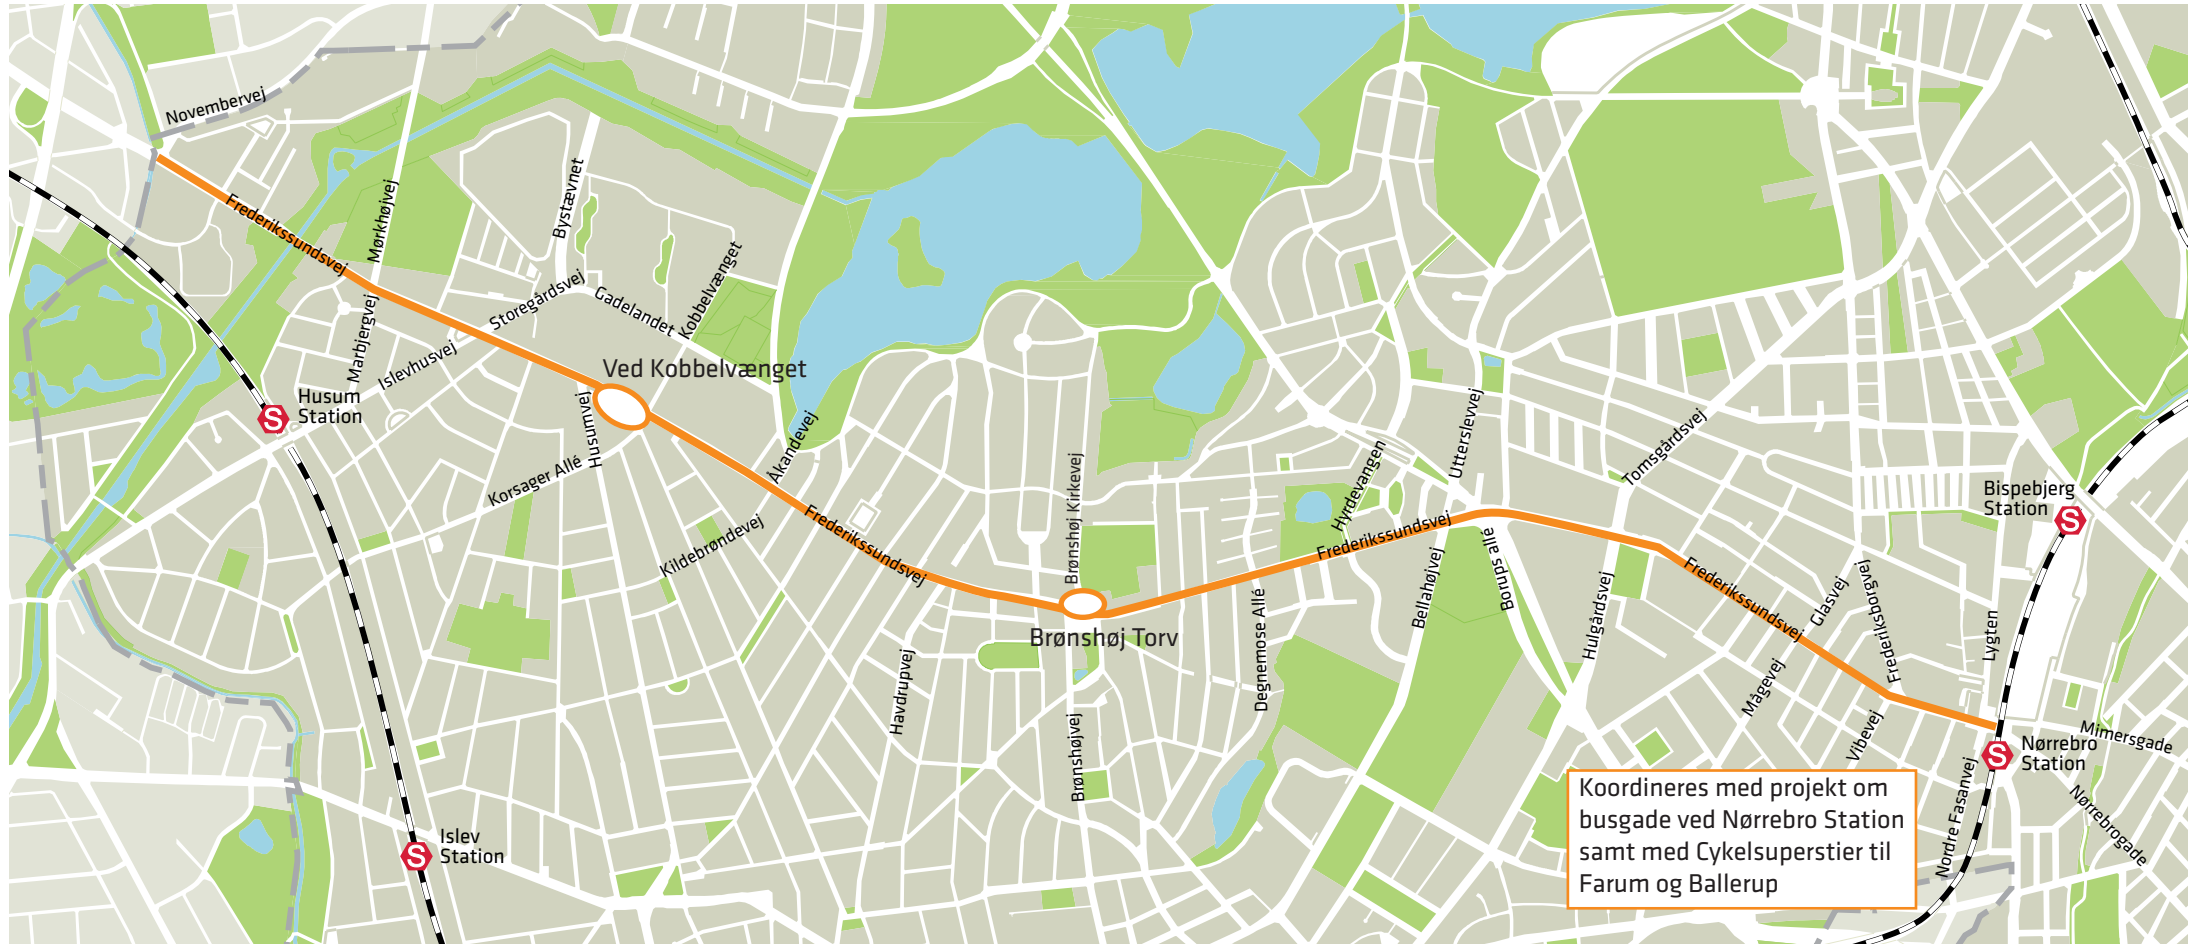 Novembervej
Frederikssundsvej
Mørkhøjvej
Bystævnet
Storegårdsvej
Gadelandet
Kobbelvænget
Marbjergvej
Islevhusvej
Ved Kobbelvænget
Husum
Station
S
Husumvej
Korsager Allé
Åkandevej
Kildebrøndevej
Frederikssundsvej
Brønshøj Kirkevej
Brønshøj Torv
Havdrupvej
Brønshøjvej
Degnemose Allé
Hyrdevangen
Frederikssundsvej
Utterslevvej
Bellahøjvej
Borups allé
Tomsgårdsvej
Hulgårdsvej
Frederikssundsvej
Mågevej
Glasvej
Frederiksborgvej
Vibevej
Lygten
Bispebjerg
Station
S
Mimersgade
Nørrebro
Station
S
Nordre Fasanvej
Nørrebrogade
Islev
Station
S
Koordineres med projekt om
busgade ved Nørrebro Station
samt med Cykelsuperstier til
Farum og Ballerup